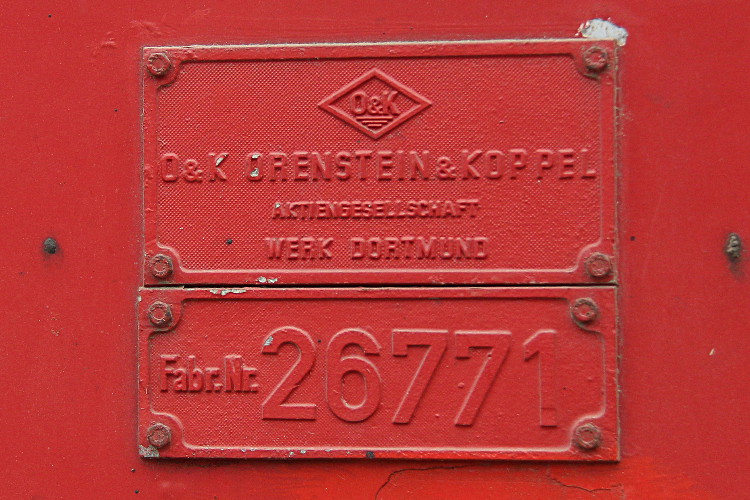 O&K
O&K ORENSTEIN & KOPPEL
AKTIENGESELLSCHAFT
WERK DORTMUND
Fabr. Nr. 26771